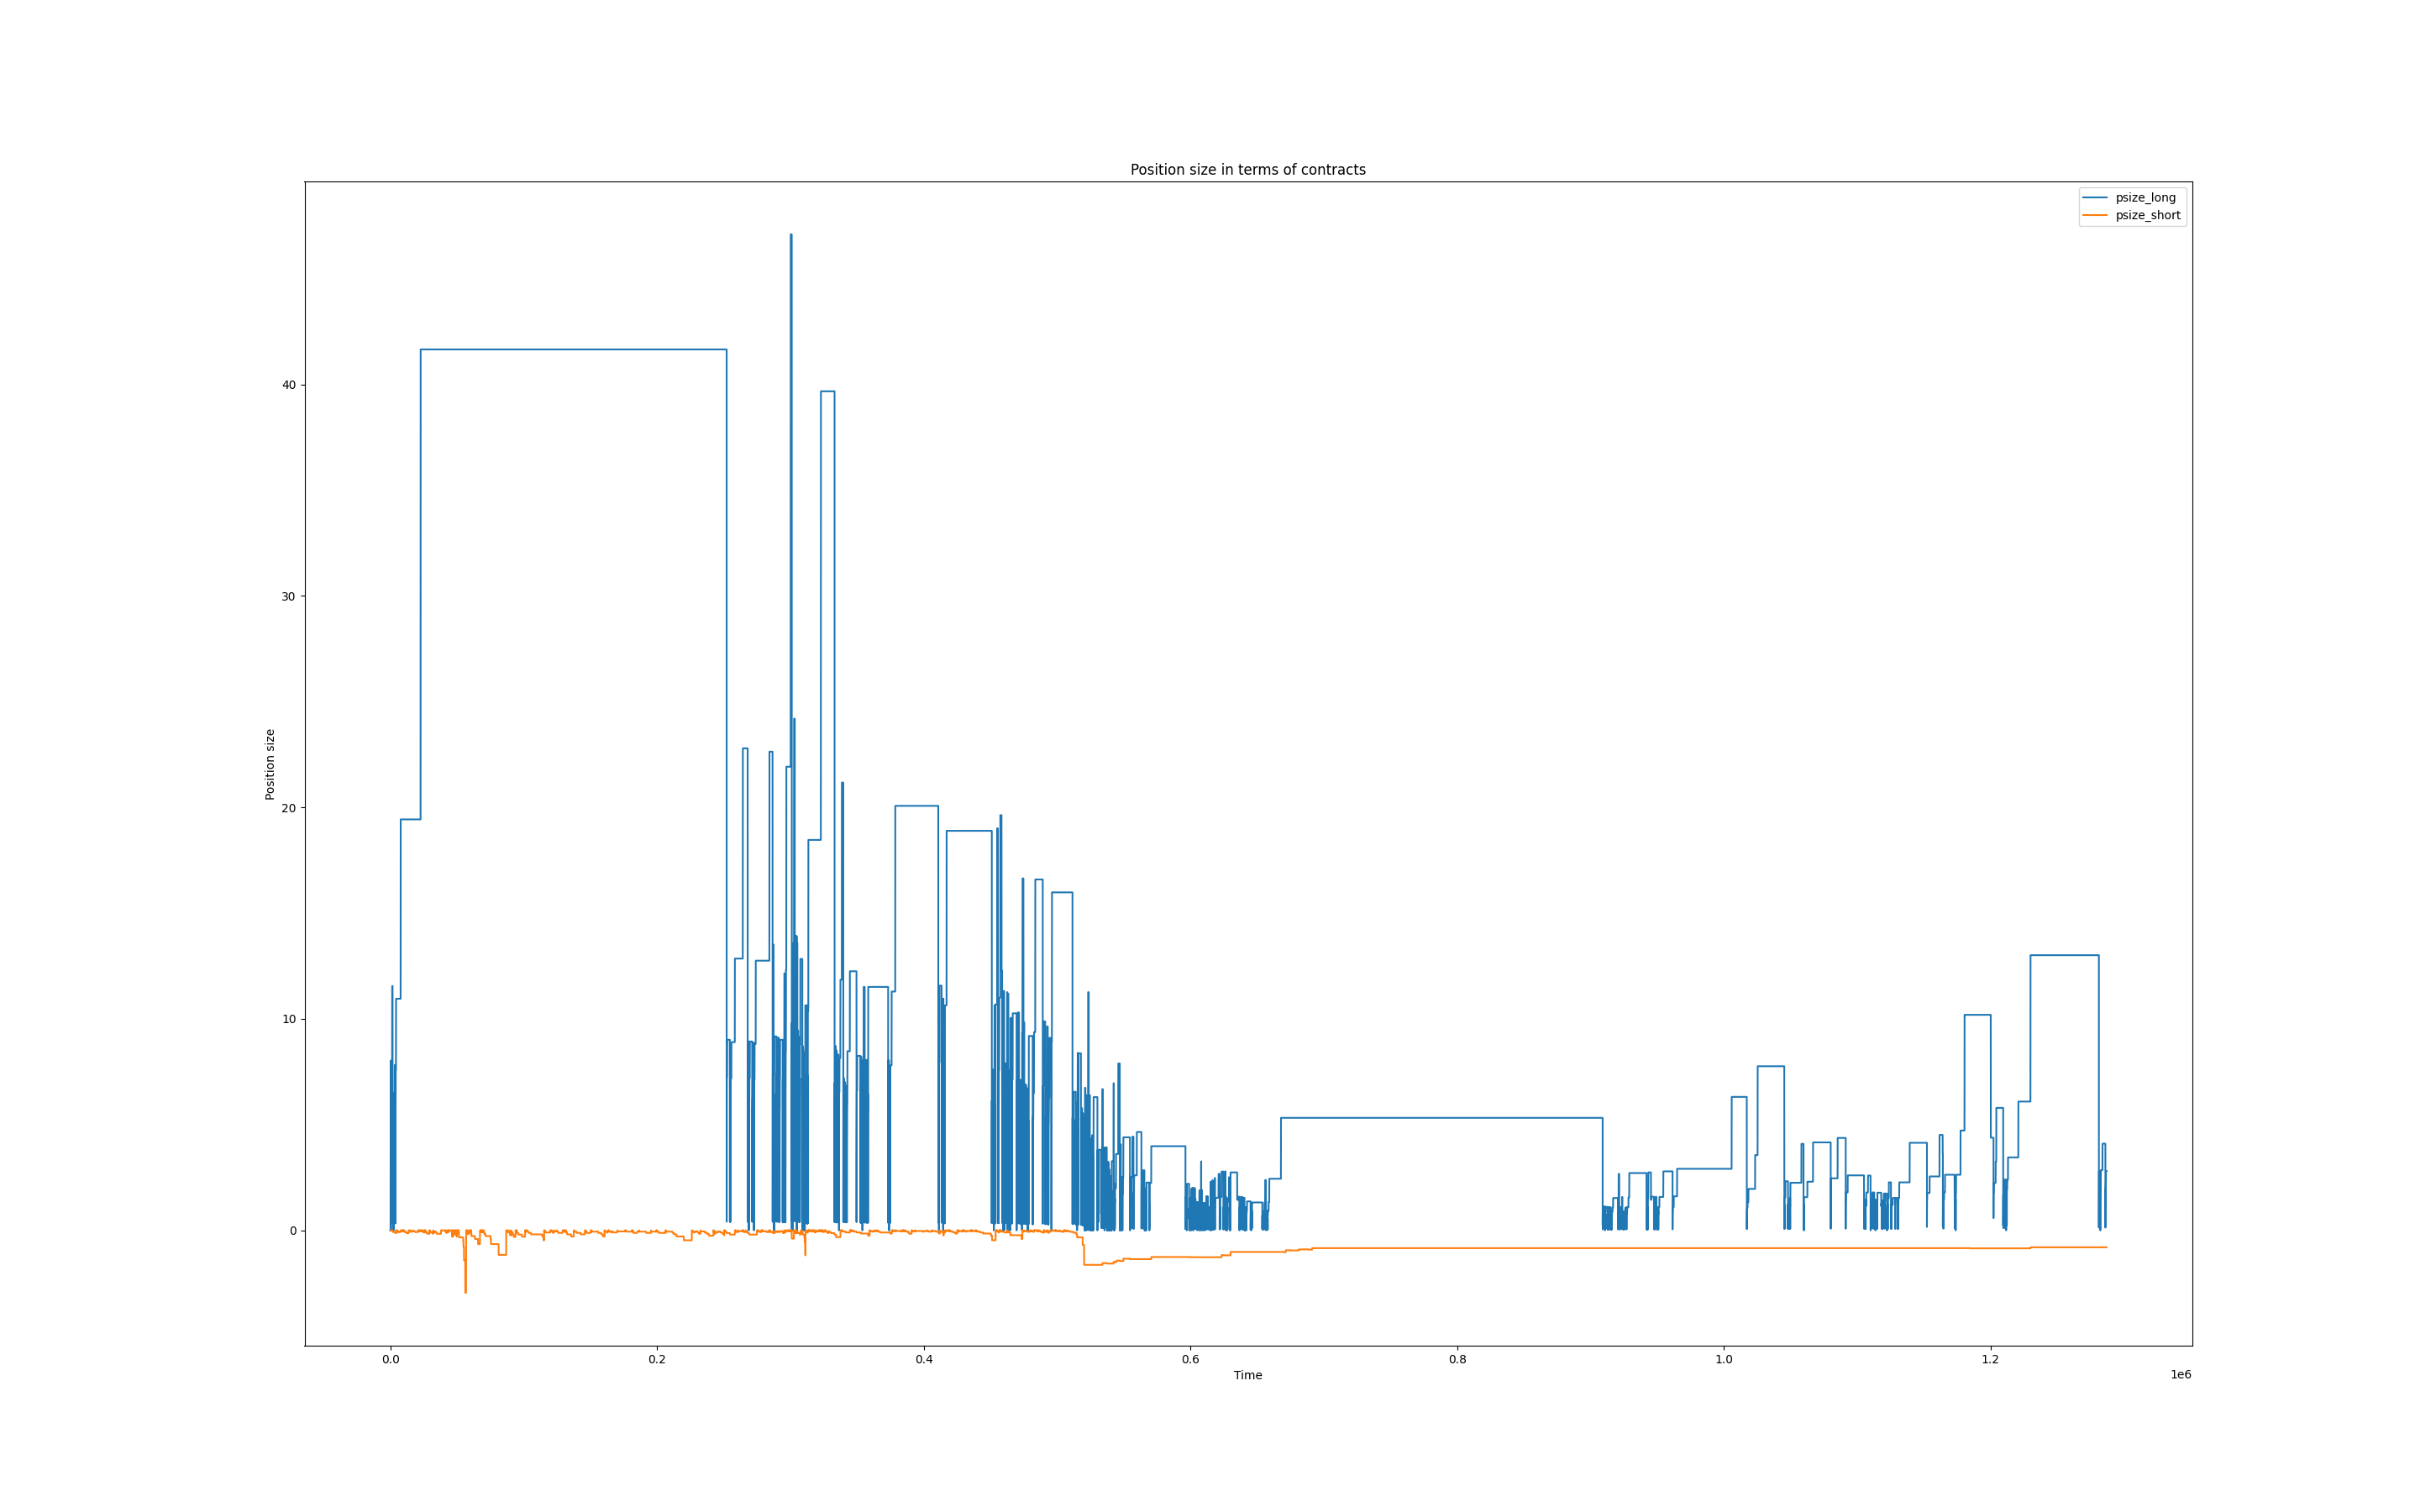 Position size in terms of contracts
psize_long
psize_short
Position size
40
30
20
10
0
0.0 0.2 0.4 0.6 0.8 1.0 1.2
Time
1e6